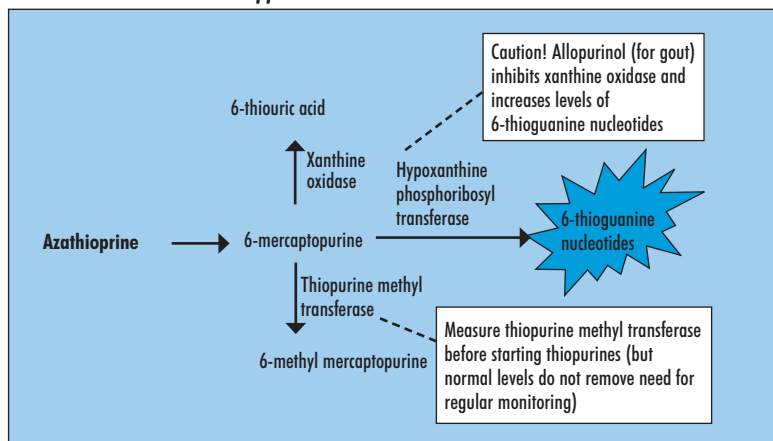 Caution! Allopurinol (for gout)
inhibits xanthine oxidase and
increases levels of
6-thioguanine nucleotides
6-thiouric acid
Xanthine
oxidase
Hypoxanthine
phosphoribosyl
transferase
Azathioprine
6-mercaptopurine
6-thioguanine
nucleotides
Thiopurine methyl
transferase
6-methyl mercaptopurine
Measure thiopurine methyl transferase
before starting thiopurines (but
normal levels do not remove need for
regular monitoring)